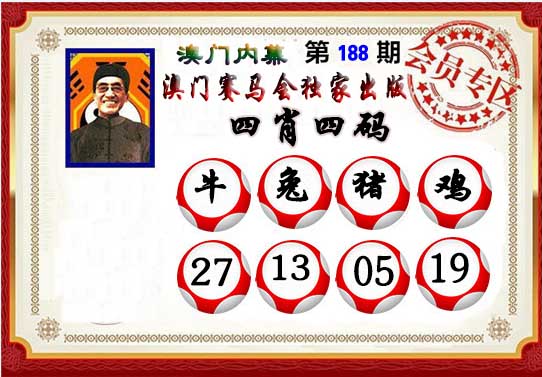 澳门内幕 第188期
会员专区
澳门赛马会独家出版
四肖四码
牛 兔 猪 鸡
27 13 05 19